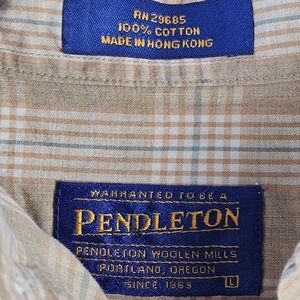 RN 29685
100% COTTON
MADE IN HONG KONG
WARRANTED TO BE A
PENDLETON
PENDLETON WOOLEN MILLS
PORTLAND, OREGON
SINCE 1863
L